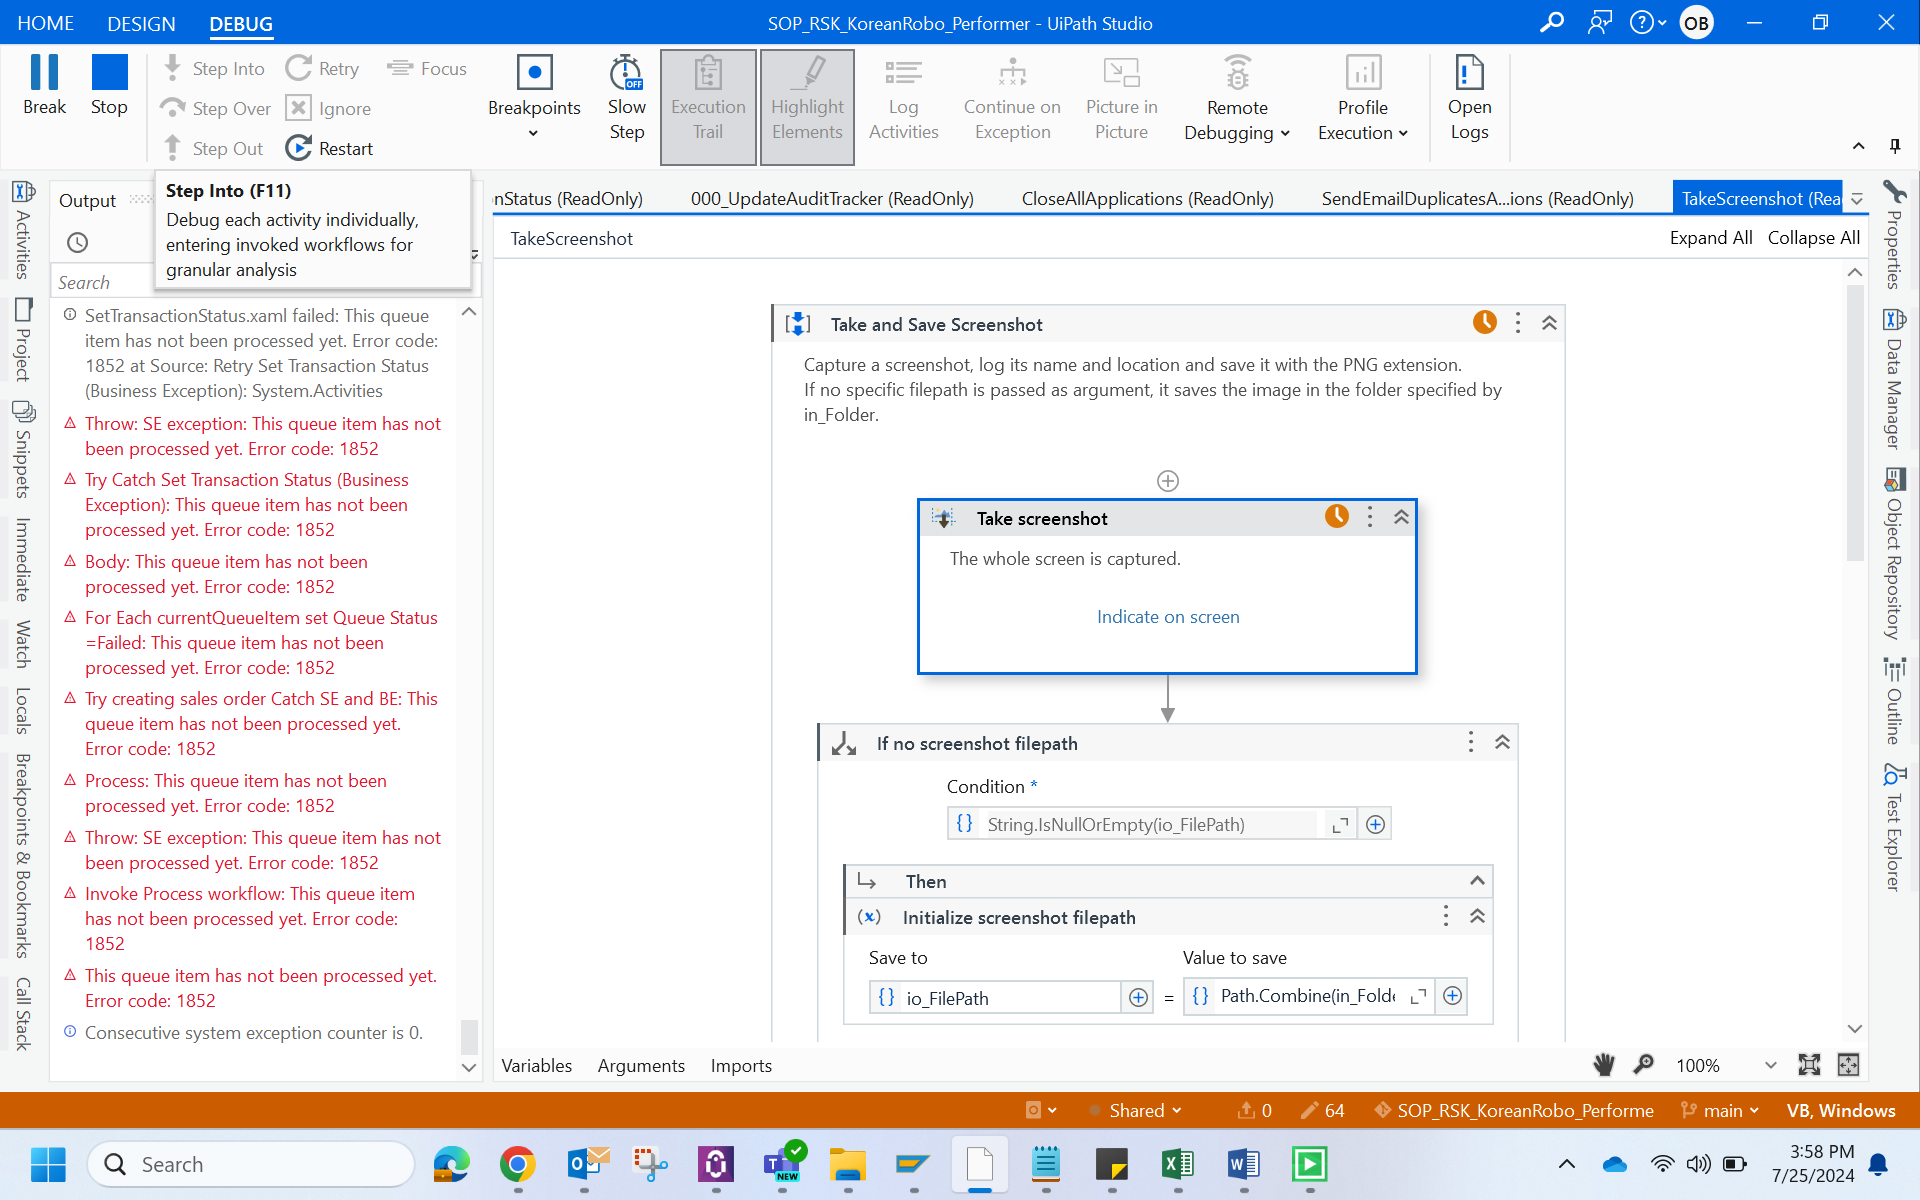 HOME DESIGN DEBUG
SOP_RSK_KoreanRobo_Performer - UiPath Studio
OB
Break
Stop
Step Into
Step Over
Step Out
Retry
Ignore
Restart
Focus
Breakpoints
Slow
Step
OFF
Execution
Trail
Highlight
Elements
Log
Activities
Continue on
Exception
Picture in
Picture
Remote
Debugging
Profile
Execution
Open
Logs
Step Into (F11)
Debug each activity individually,
entering invoked workflows for
granular analysis
Activities
Project
Snippets
Immediate
Watch
Locals
Breakpoints & Bookmarks
Call Stack
Output
Search
SetTransactionStatus.xaml failed: This queue
item has not been processed yet. Error code:
1852 at Source: Retry Set Transaction Status
(Business Exception): System.Activities
Throw: SE exception: This queue item has not
been processed yet. Error code: 1852
Try Catch Set Transaction Status (Business
Exception): This queue item has not been
processed yet. Error code: 1852
Body: This queue item has not been
processed yet. Error code: 1852
For Each currentQueueItem set Queue Status
=Failed: This queue item has not been
processed yet. Error code: 1852
Try creating sales order Catch SE and BE: This
queue item has not been processed yet.
Error code: 1852
Process: This queue item has not been
processed yet. Error code: 1852
Throw: SE exception: This queue item has not
been processed yet. Error code: 1852
Invoke Process workflow: This queue item
has not been processed yet. Error code:
1852
This queue item has not been processed yet.
Error code: 1852
Consecutive system exception counter is 0.
nStatus (ReadOnly)
000_UpdateAuditTracker (ReadOnly)
CloseAllApplications (ReadOnly)
SendEmailDuplicatesA...ions (ReadOnly)
TakeScreenshot (Rea
TakeScreenshot
Expand All Collapse All
Take and Save Screenshot
Capture a screenshot, log its name and location and save it with the PNG extension.
If no specific filepath is passed as argument, it saves the image in the folder specified by
in_Folder.
Take screenshot
The whole screen is captured.
Indicate on screen
If no screenshot filepath
Condition *
String.IsNullOrEmpty(io_FilePath)
Then
Initialize screenshot filepath
Save to
Value to save
io_FilePath
=
Path.Combine(in_Folde
Variables Arguments Imports
100%
Properties
Data Manager
Object Repository
Outline
Test Explorer
Shared
0
64
SOP_RSK_KoreanRobo_Performe
main
VB, Windows
Search
NEW
3:58 PM
7/25/2024